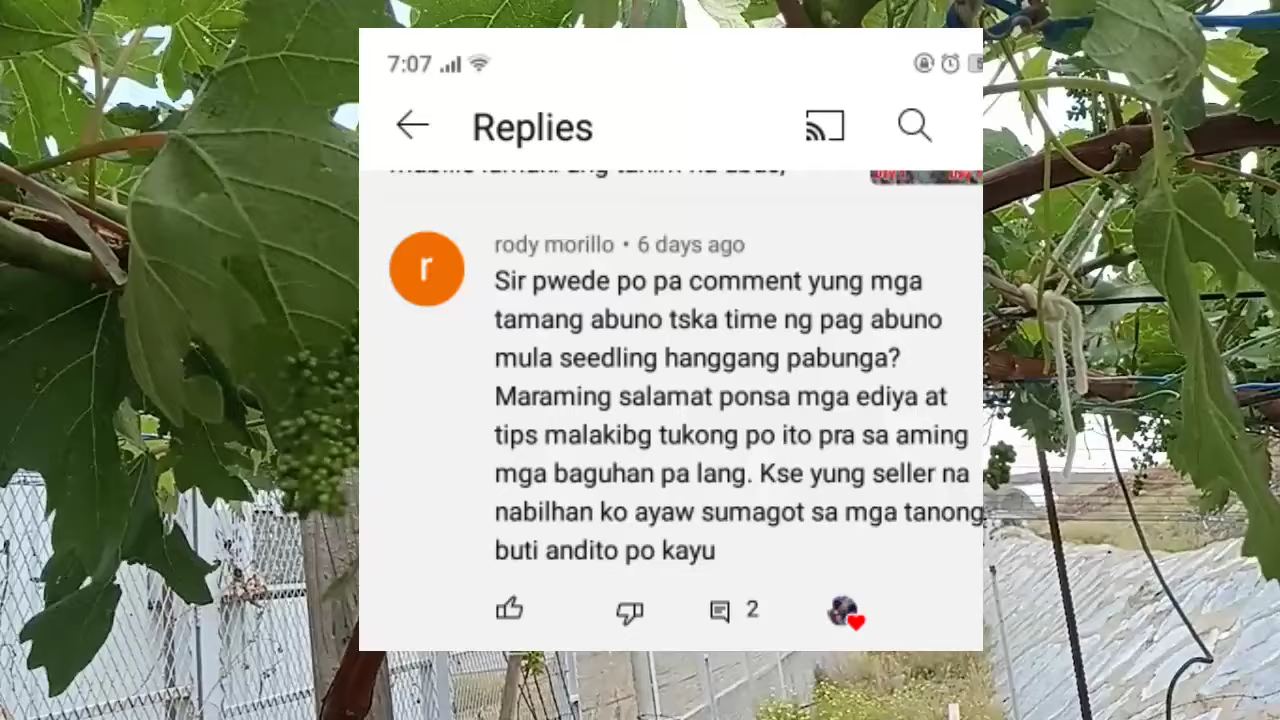 7:07
Replies
rody morillo • 6 days ago
Sir pwede po pa comment yung mga
tamang abuno tska time ng pag abuno
mula seedling hanggang pabunga?
Maraming salamat ponsa mga ediya at
tips malakibg tukong po ito pra sa aming
mga baguhan pa lang. Kse yung seller na
nabilhan ko ayaw sumagot sa mga tanong
buti andito po kayu
2